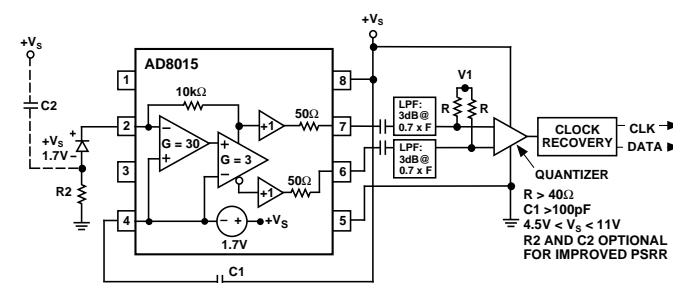 +VS
+VS
AD8015
1
8
10kΩ
C2
50Ω
+1
V1
LPF:
3dB@
0.7 x F
R
R
+VS
1.7V
+
–
2
–
+
G = 30
+
–
G = 3
7
LPF:
3dB@
0.7 x F
CLOCK
RECOVERY
CLK
DATA
3
50Ω
+1
6
QUANTIZER
R2
4
– +
+VS
1.7V
5
R > 40Ω
C1 >100pF
4.5V < VS < 11V
R2 AND C2 OPTIONAL
FOR IMPROVED PSRR
C1